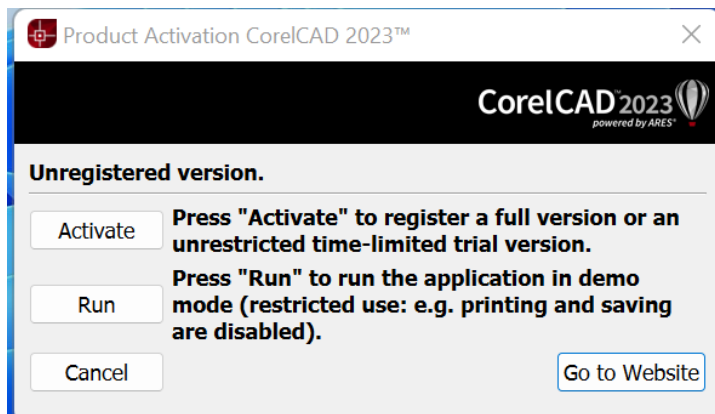 Product Activation CorelCAD 2023™
CorelCAD™2023
powered by ARES®
Unregistered version.
Activate
Press "Activate" to register a full version or an
unrestricted time-limited trial version.
Run
Press "Run" to run the application in demo
mode (restricted use: e.g. printing and saving
are disabled).
Cancel
Go to Website